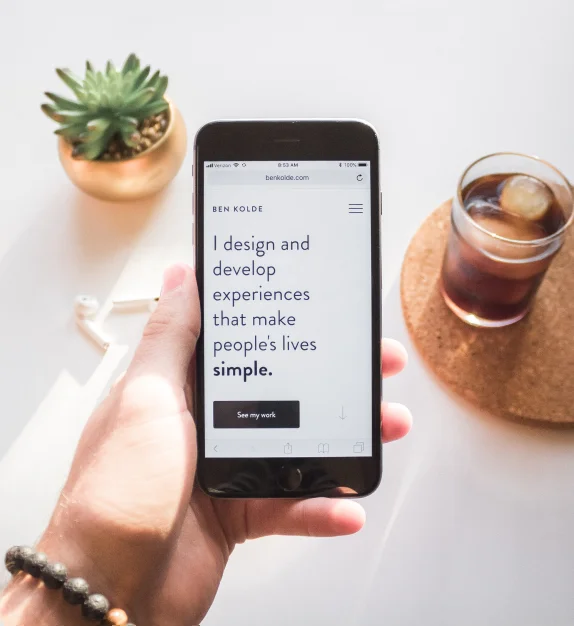 Verizon 8:53 AM 100%
benkolde.com
BEN KOLDE
I design and
develop
experiences
that make
people's lives
simple.
See my work